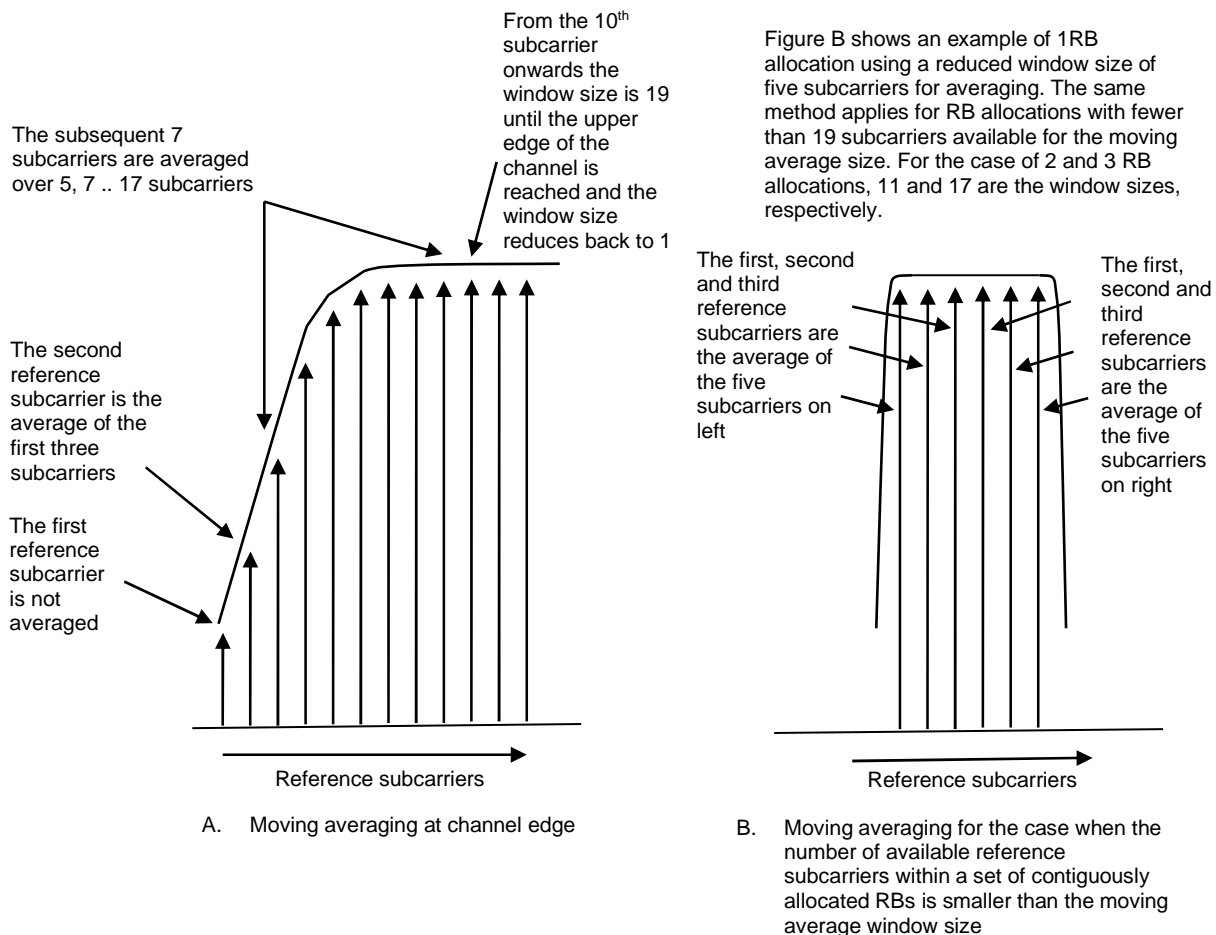 From the 10th
subcarrier
onwards the
window size is 19
until the upper
edge of the
channel is
reached and the
window size
reduces back to 1
The subsequent 7
subcarriers are averaged
over 5, 7 .. 17 subcarriers
The second
reference
subcarrier is the
average of the
first three
subcarriers
The first
reference
subcarrier
is not
averaged
Reference subcarriers
A. Moving averaging at channel edge
Figure B shows an example of 1RB
allocation using a reduced window size of
five subcarriers for averaging. The same
method applies for RB allocations with fewer
than 19 subcarriers available for the moving
average size. For the case of 2 and 3 RB
allocations, 11 and 17 are the window sizes,
respectively.
The first, second
and third
reference
subcarriers are
the average of
the five
subcarriers on
left
The first,
second and
third
reference
subcarriers
are the
average of
the five
subcarriers
on right
Reference subcarriers
B. Moving averaging for the case when the
number of available reference
subcarriers within a set of contiguously
allocated RBs is smaller than the moving
average window size